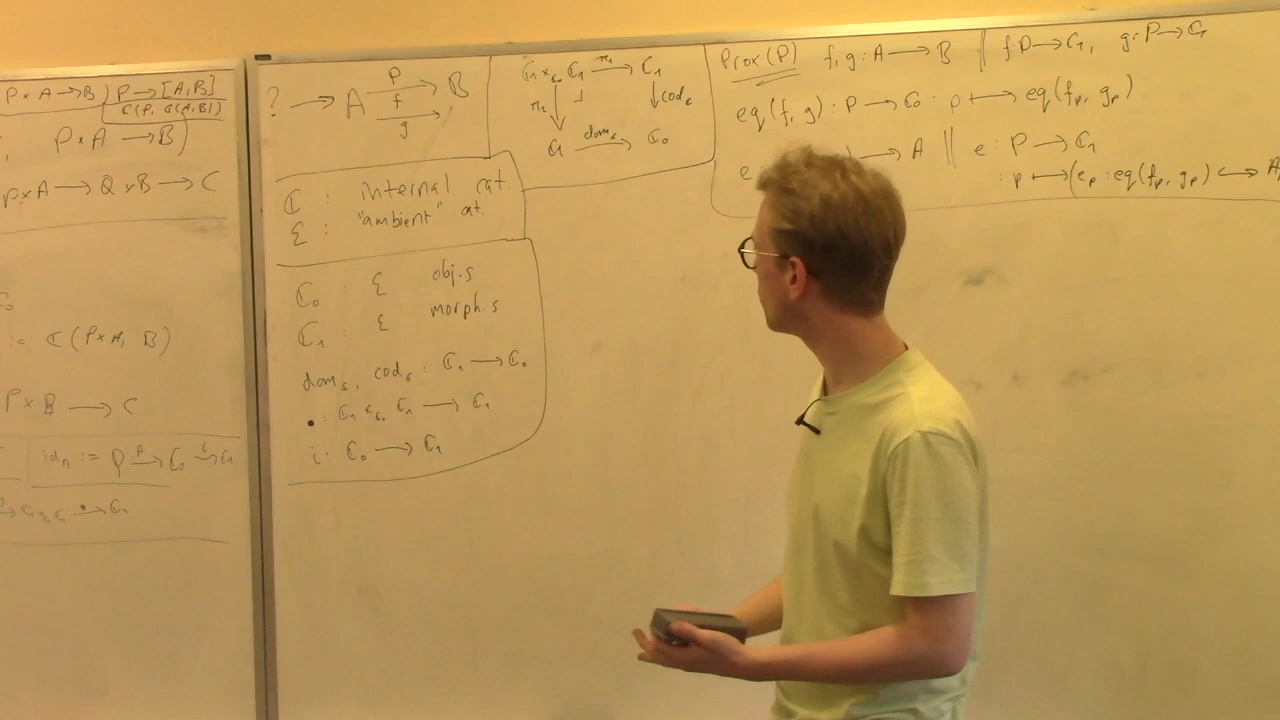 P × A → B) P → [A, B]
C(P, G(A,B))
, P × A → B)
P × A → Q × B → C
:= ℂ(P×A, B)
P × B → C
id_A := P →^A ℂ₀ →^i ℂ₁
? → A
P
f
g
B
ℂ : internal cat.
Ɛ : "ambient" cat.
ℂ₀ : Ɛ obj.s
ℂ₁ : Ɛ morph.s
dom_ℂ, cod_ℂ : ℂ₁ → ℂ₀
• : ℂ₁ ×_ℂ₀ ℂ₁ → ℂ₁
i : ℂ₀ → ℂ₁
ℂ₁ ×_ℂ₀ ℂ₁ →^π₁ ℂ₁
π₂ ↓ ↓ cod_ℂ
ℂ₁ →^dom_ℂ ℂ₀
Prox(P) f, g : A → B ‖ f : P → ℂ₁, g : P → ℂ₁
eq(f, g) : P → ℂ₀ : p ↦ eq(f_p, g_p)
e → A ‖ e : P → ℂ₁
: p ↦ (e_p : eq(f_p, g_p) ↪ A